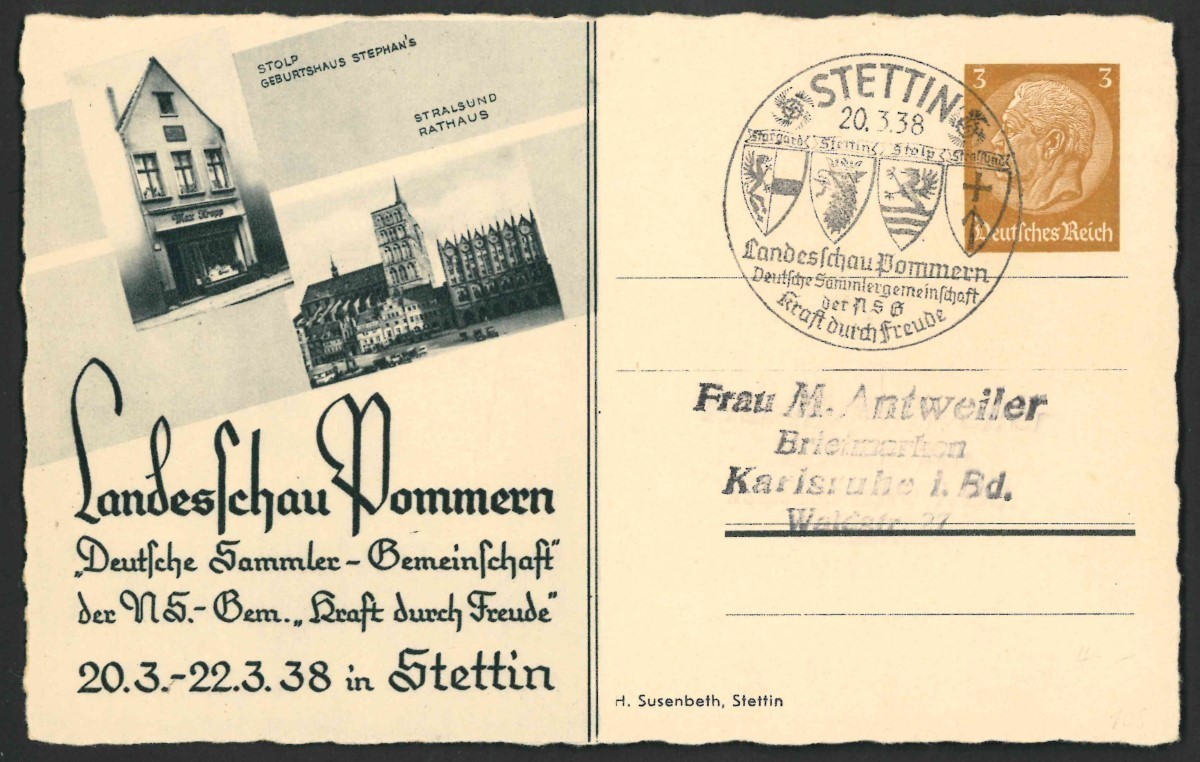 STOLP
GEBURTSHAUS STEPHAN'S
STRALSUND
RATHAUS
Max Kropp
Landesschau Pommern
„Deutsche Sammler-Gemeinschaft"
der NS.-Gem. „Kraft durch Freude"
20.3.-22.3.38 in Stettin
STETTIN
20.3.38
Stargard Stettin Stolp Stralsund
Landesschau Pommern
Deutsche Sammlergemeinschaft
der NSG
Kraft durch Freude
3 3
Deutsches Reich
Frau M. Antweiler
Briefmarken
Karlsruhe i. Bd.
Waldstr.
H. Susenbeth, Stettin